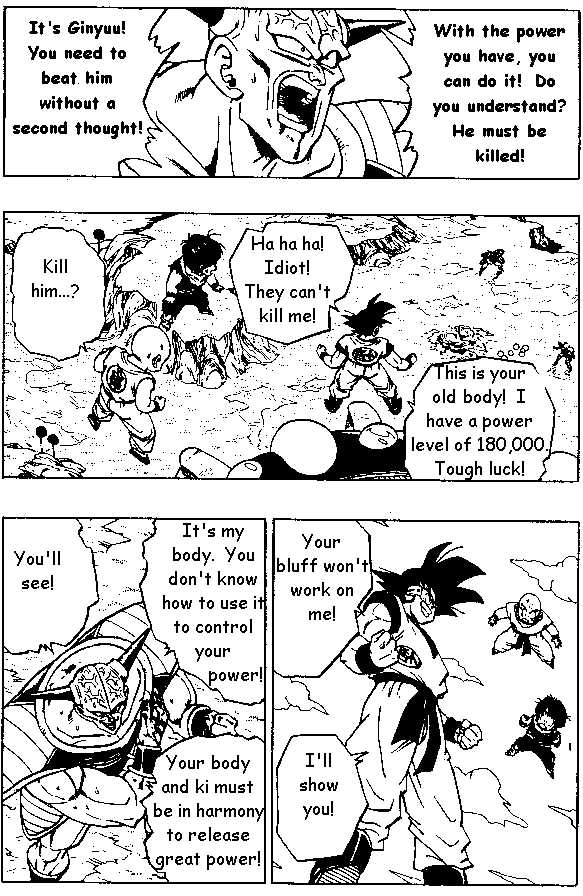 It's Ginyuu!
You need to
beat him
without a
second thought!
With the power
you have, you
can do it! Do
you understand?
He must be
killed!
Kill
him...?
Ha ha ha!
Idiot!
They can't
kill me!
This is your
old body! I
have a power
level of 180,000.
Tough luck!
You'll
see!
It's my
body. You
don't know
how to use it
to control
your
power!
Your body
and ki must
be in harmony
to release
great power!
Your
bluff won't
work on
me!
I'll
show
you!